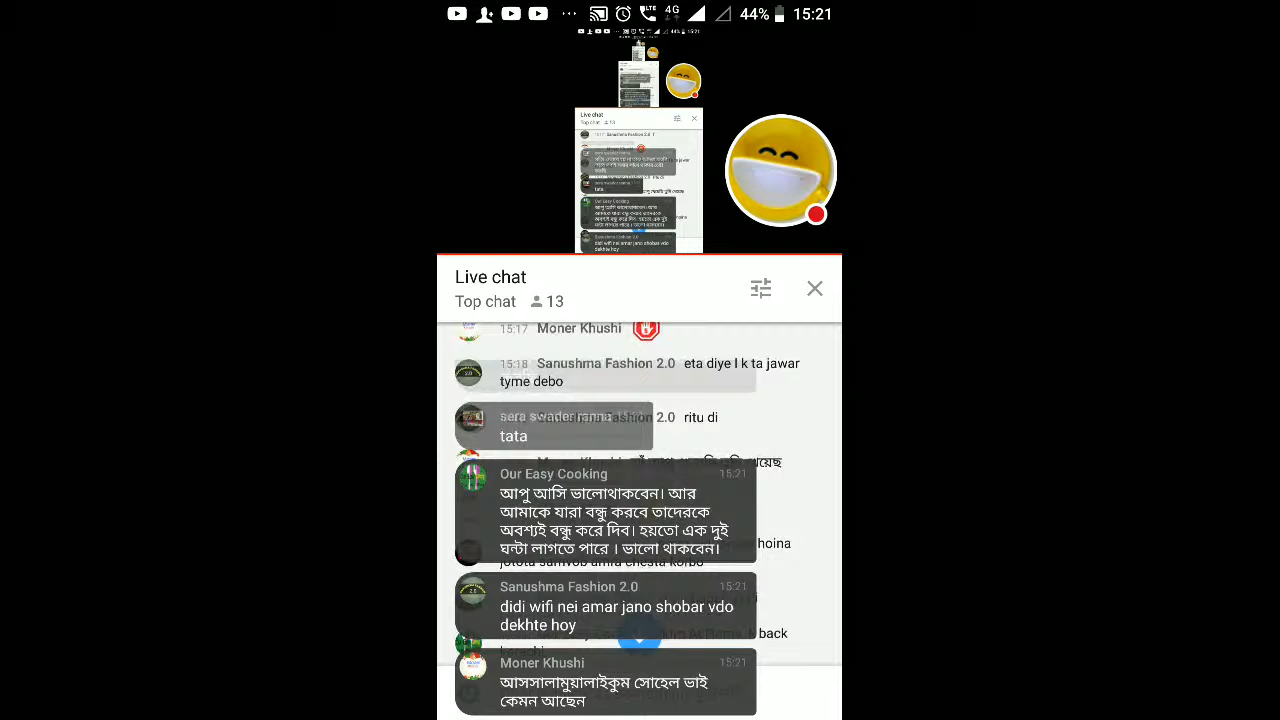 44% 15:21
Live chat
Top chat 13
15:17 Moner Khushi
15:18 Sanushma Fashion 2.0 eta diye l k ta jawar
tyme debo
Sanushma Fashion 2.0 ritu di
sera swader ranna
tata
Our Easy Cooking 15:21
আপু আসি ভালোথাকবেন। আর
আমাকে যারা বন্ধু করবে তাদেরকে
অবশ্যই বন্ধু করে দিব। হয়তো এক দুই
ঘন্টা লাগতে পারে । ভালো থাকবেন।
hoina
jotota samvob amra chesta korbo
Sanushma Fashion 2.0 15:21
didi wifi nei amar jano shobar vdo
dekhte hoy
k back
Moner Khushi 15:21
আসসালামুয়ালাইকুম সোহেল ভাই
কেমন আছেন